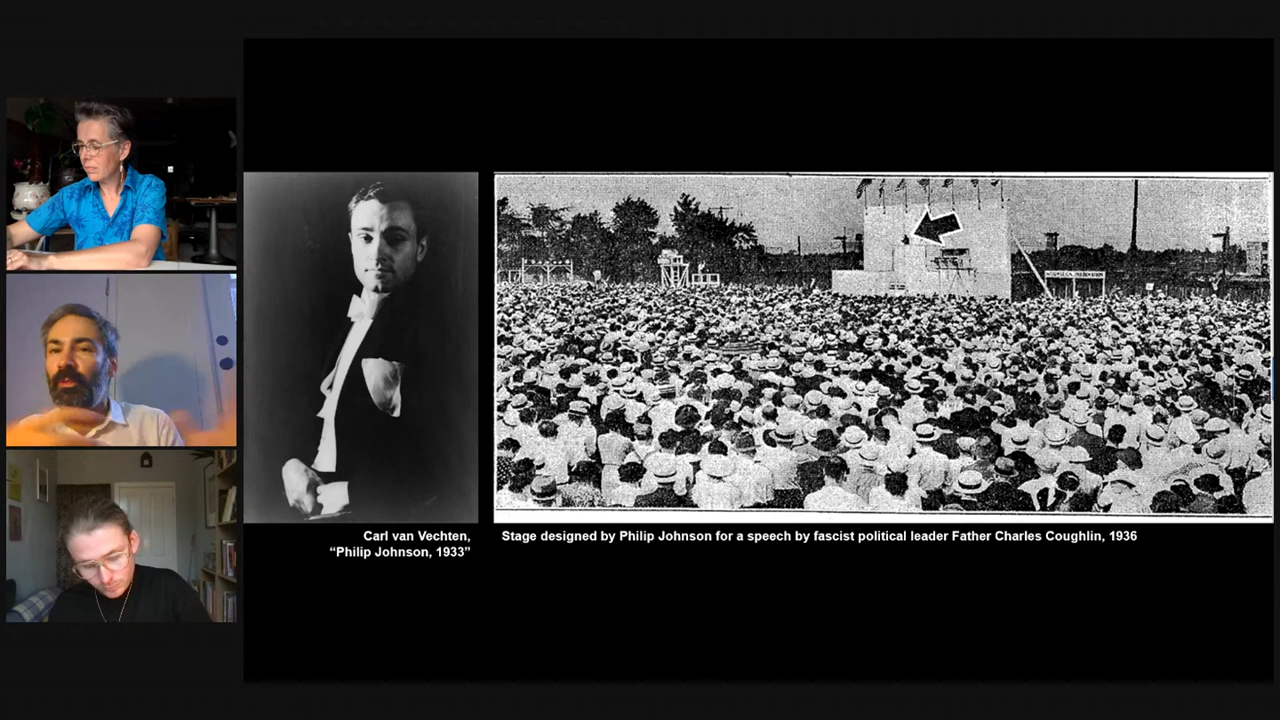 Carl van Vechten,
“Philip Johnson, 1933”
Stage designed by Philip Johnson for a speech by fascist political leader Father Charles Coughlin, 1936